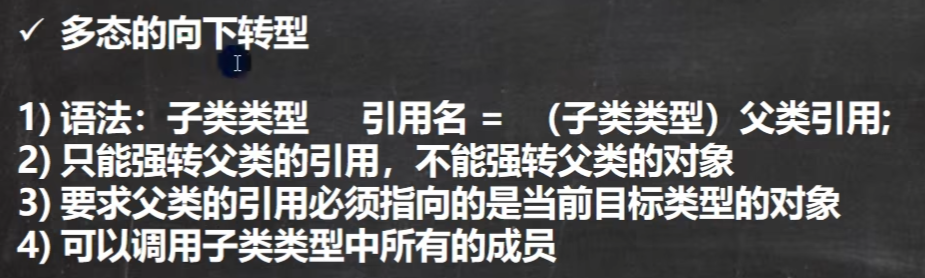 ✓ 多态的向下转型
1) 语法：子类类型 引用名 = （子类类型）父类引用;
2) 只能强转父类的引用，不能强转父类的对象
3) 要求父类的引用必须指向的是当前目标类型的对象
4) 可以调用子类类型中所有的成员